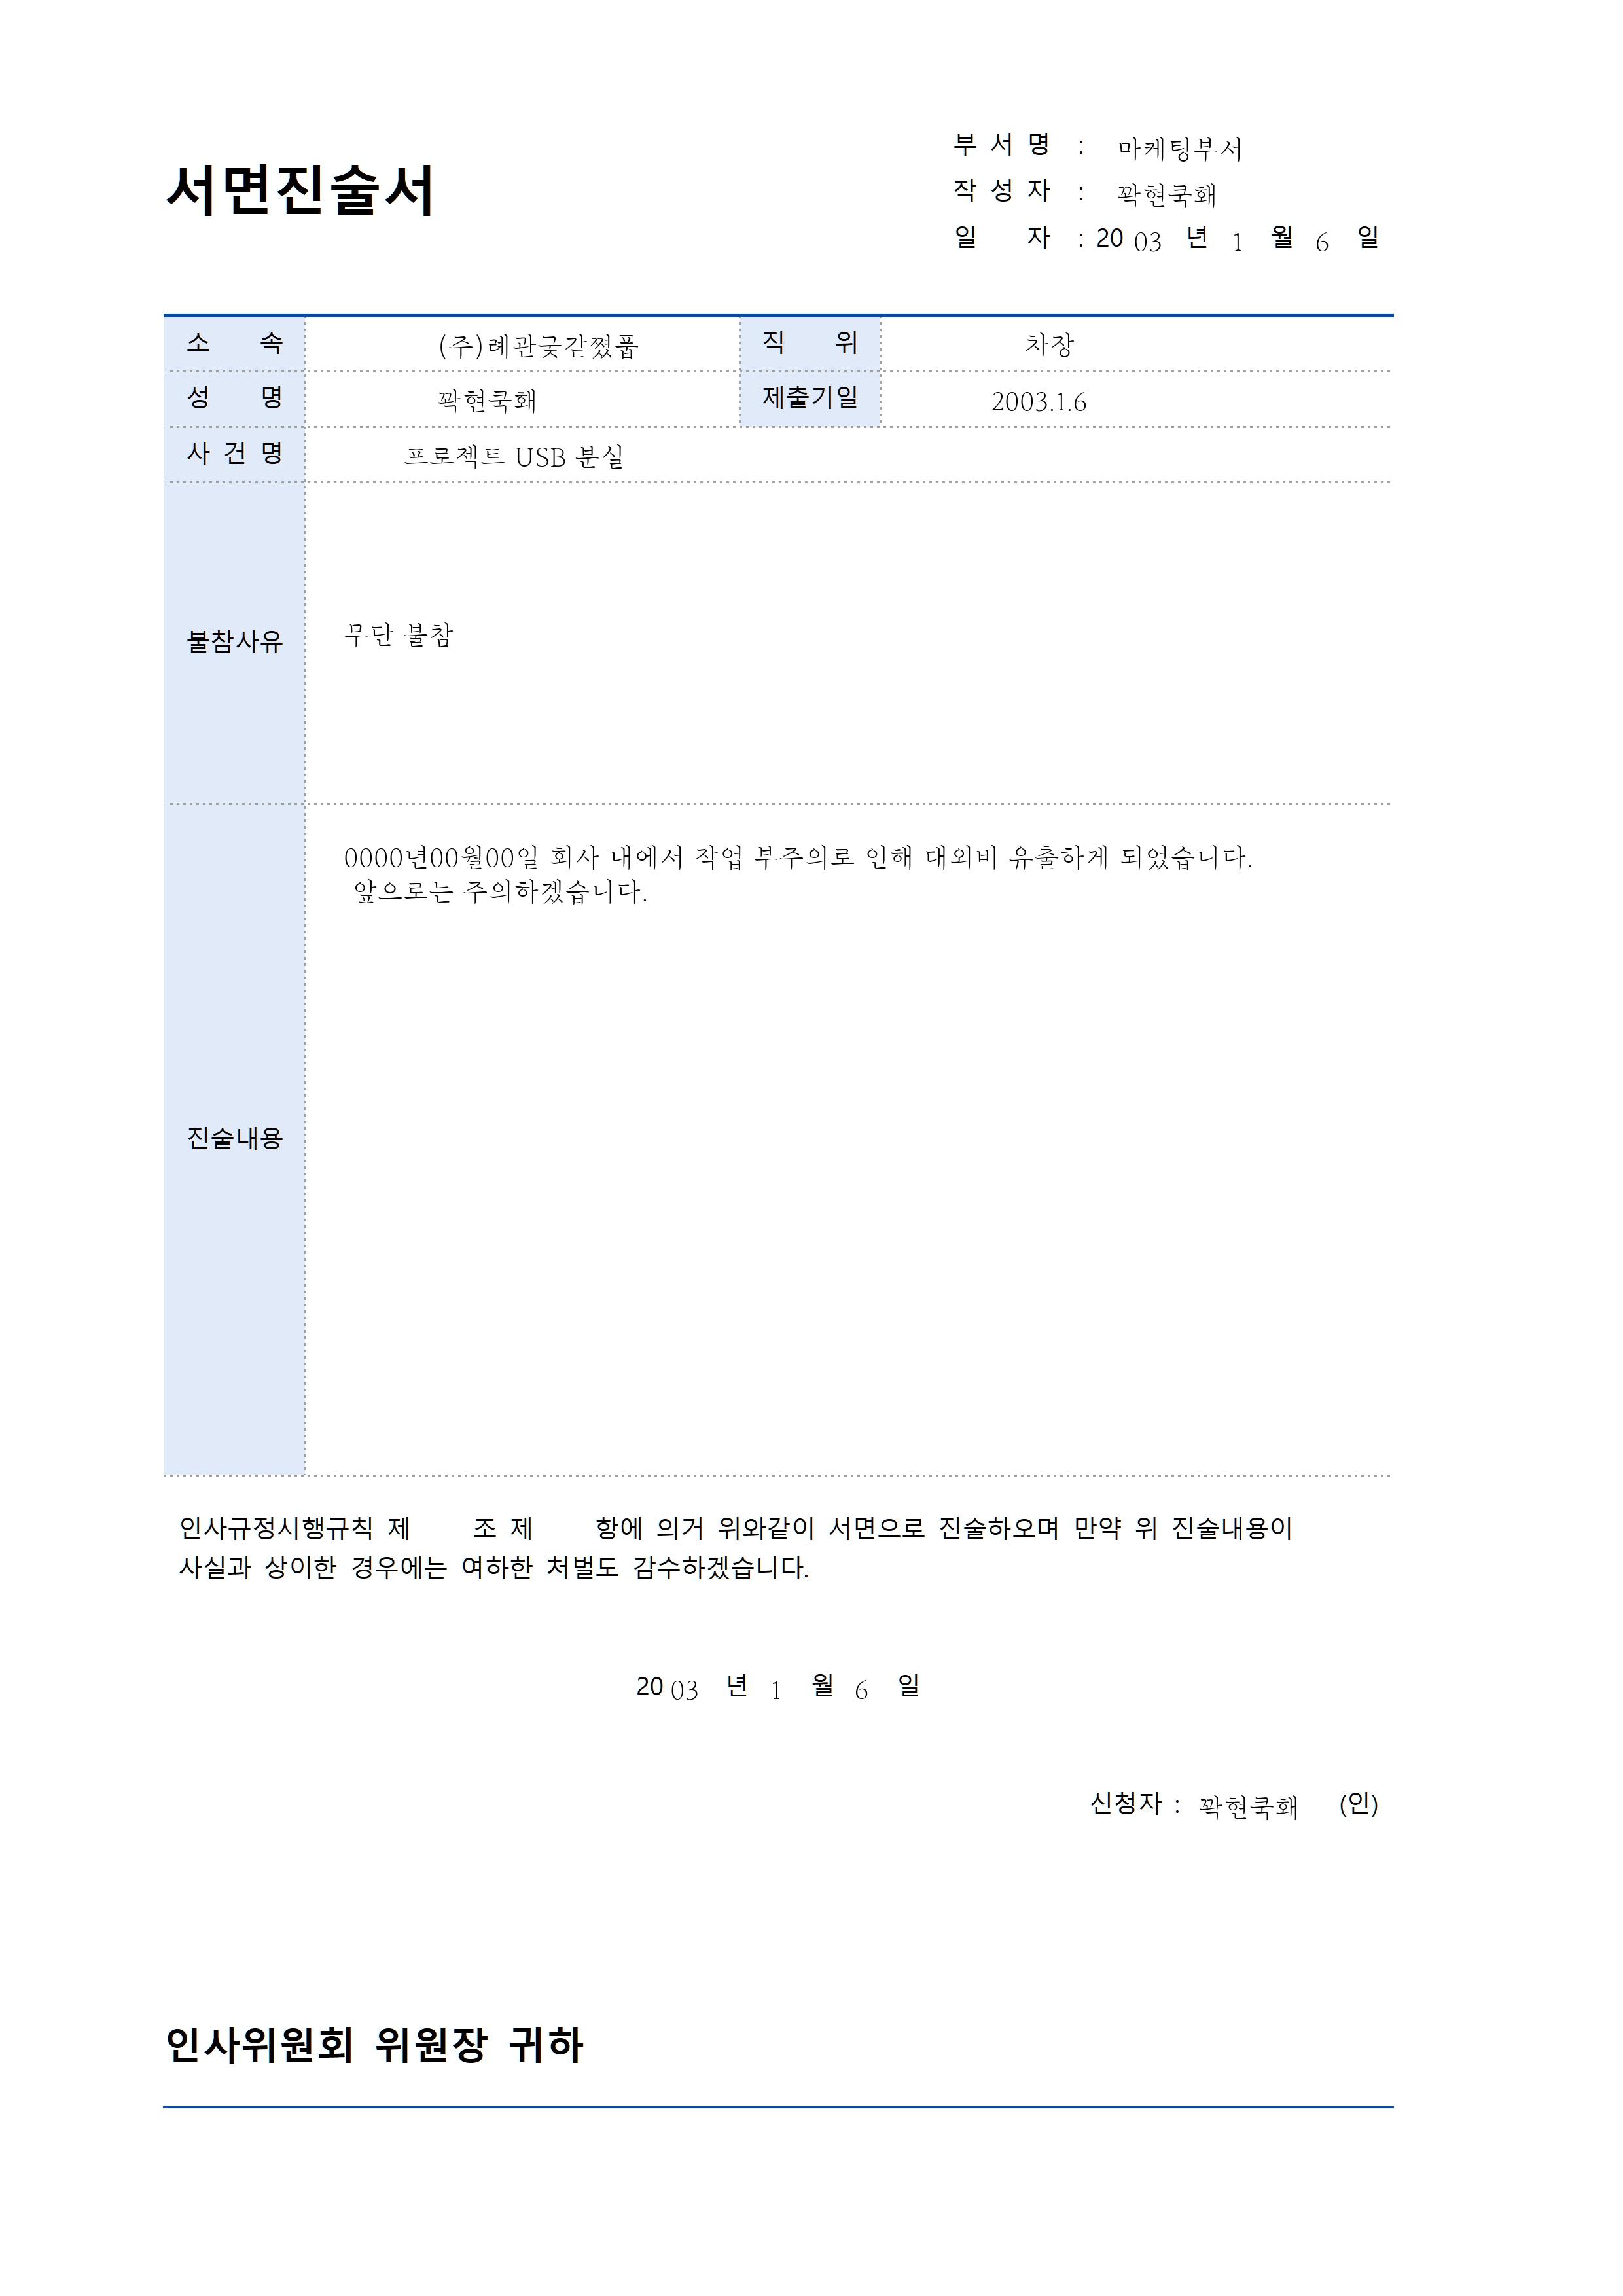 서면진술서
부 서 명 : 마케팅부서
작 성 자 : 꽉현쿡홰
일 자 : 20 03 년 1 월 6 일
소 속 (주)례관궂갇쩠풉 직 위 차장
성 명 꽉현쿡홰 제출기일 2003.1.6
사 건 명 프로젝트 USB 분실
불참사유 무단 불참
0000년00월00일 회사 내에서 작업 부주의로 인해 대외비 유출하게 되었습니다.
앞으로는 주의하겠습니다.
진술내용
인사규정시행규칙 제 조 제 항에 의거 위와같이 서면으로 진술하오며 만약 위 진술내용이
사실과 상이한 경우에는 여하한 처벌도 감수하겠습니다.
20 03 년 1 월 6 일
신청자 : 꽉현쿡홰 (인)
인사위원회 위원장 귀하